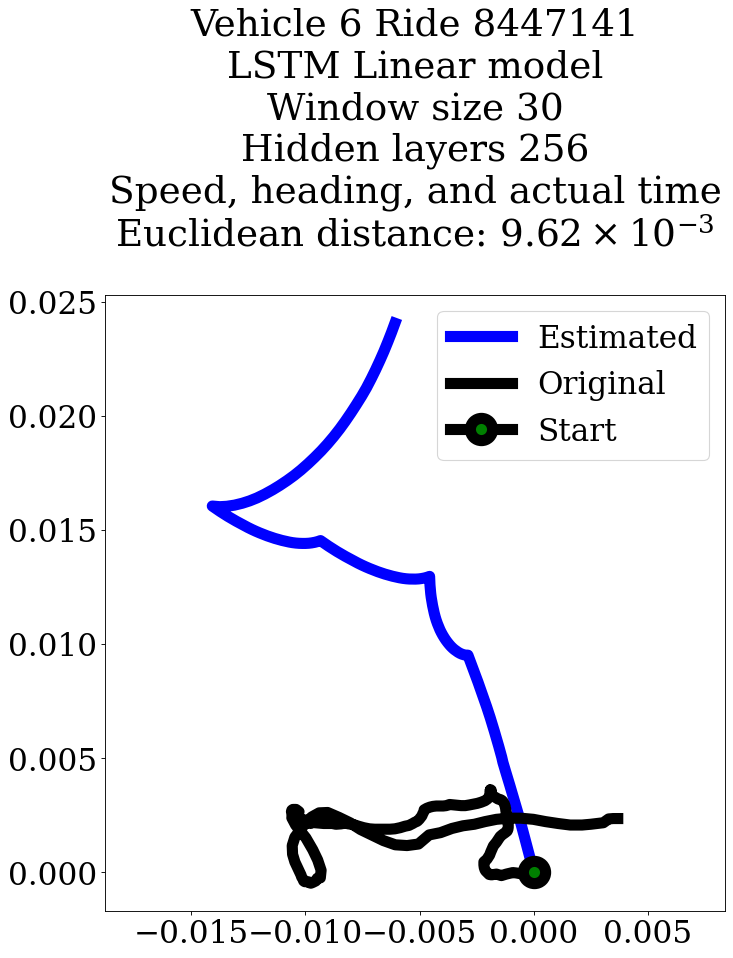 Vehicle 6 Ride 8447141
LSTM Linear model
Window size 30
Hidden layers 256
Speed, heading, and actual time
Euclidean distance: 9.62 × 10⁻³
0.025
0.020
0.015
0.010
0.005
0.000
Estimated
Original
Start
−0.015 −0.010 −0.005 0.000 0.005